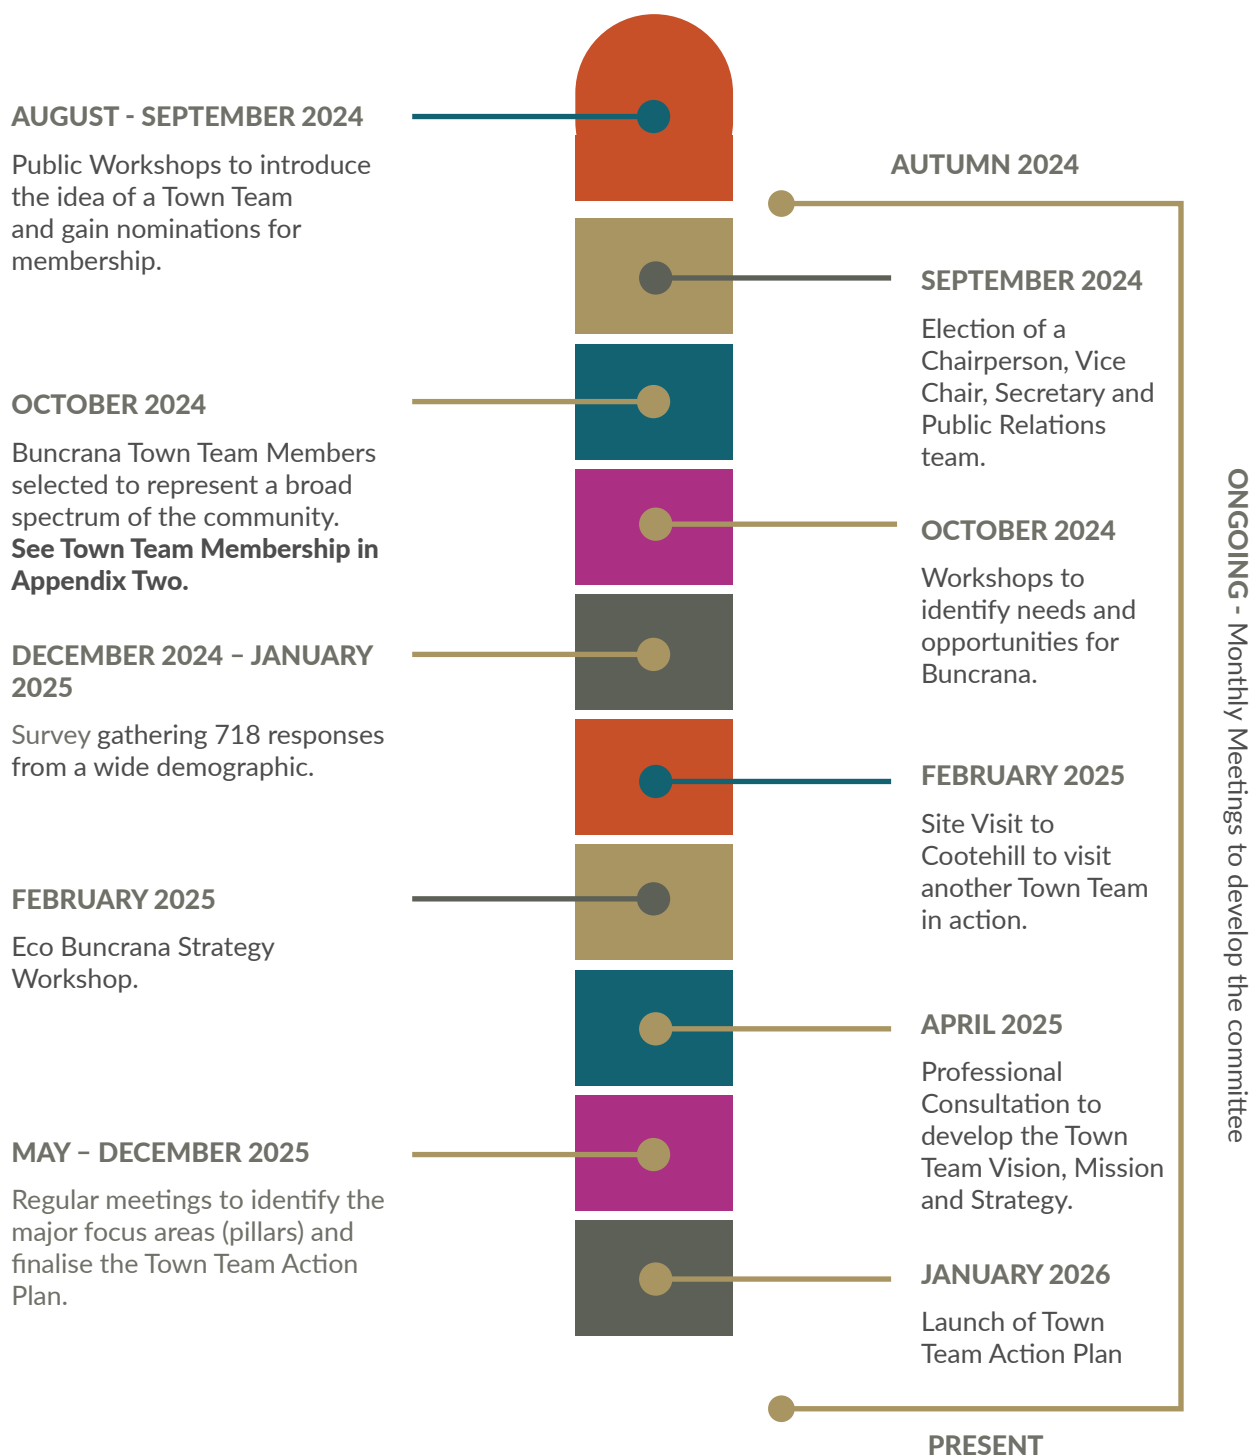 AUGUST - SEPTEMBER 2024
Public Workshops to introduce
the idea of a Town Team
and gain nominations for
membership.
AUTUMN 2024
SEPTEMBER 2024
Election of a
Chairperson, Vice
Chair, Secretary and
Public Relations
team.
OCTOBER 2024
Buncrana Town Team Members
selected to represent a broad
spectrum of the community.
See Town Team Membership in
Appendix Two.
OCTOBER 2024
Workshops to
identify needs and
opportunities for
Buncrana.
DECEMBER 2024 – JANUARY
2025
Survey gathering 718 responses
from a wide demographic.
FEBRUARY 2025
Site Visit to
Cootehill to visit
another Town Team
in action.
FEBRUARY 2025
Eco Buncrana Strategy
Workshop.
APRIL 2025
Professional
Consultation to
develop the Town
Team Vision, Mission
and Strategy.
MAY – DECEMBER 2025
Regular meetings to identify the
major focus areas (pillars) and
finalise the Town Team Action
Plan.
JANUARY 2026
Launch of Town
Team Action Plan
PRESENT
ONGOING - Monthly Meetings to develop the committee